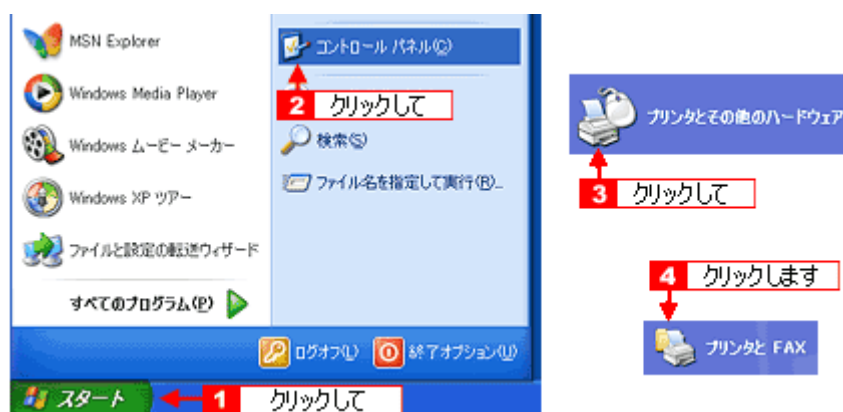 MSN Explorer
Windows Media Player
Windows ムービー メーカー
Windows XP ツアー
ファイルと設定の転送ウィザード
すべてのプログラム(P)
コントロール パネル(C)
2 クリックして
検索(S)
ファイル名を指定して実行(R)...
ログオフ(L)
終了オプション(U)
スタート
1 クリックして
プリンタとその他のハードウェア
3 クリックして
4 クリックします
プリンタと FAX